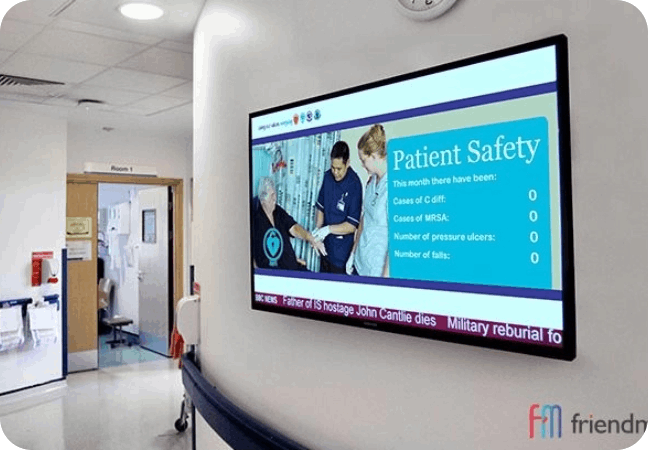 Room 1
Patient Safety
This month there have been:
Cases of C diff: 0
Cases of MRSA: 0
Number of pressure ulcers: 0
Number of falls: 0
BBC NEWS Father of IS hostage John Cantlie dies Military reburial fo
fm friendm